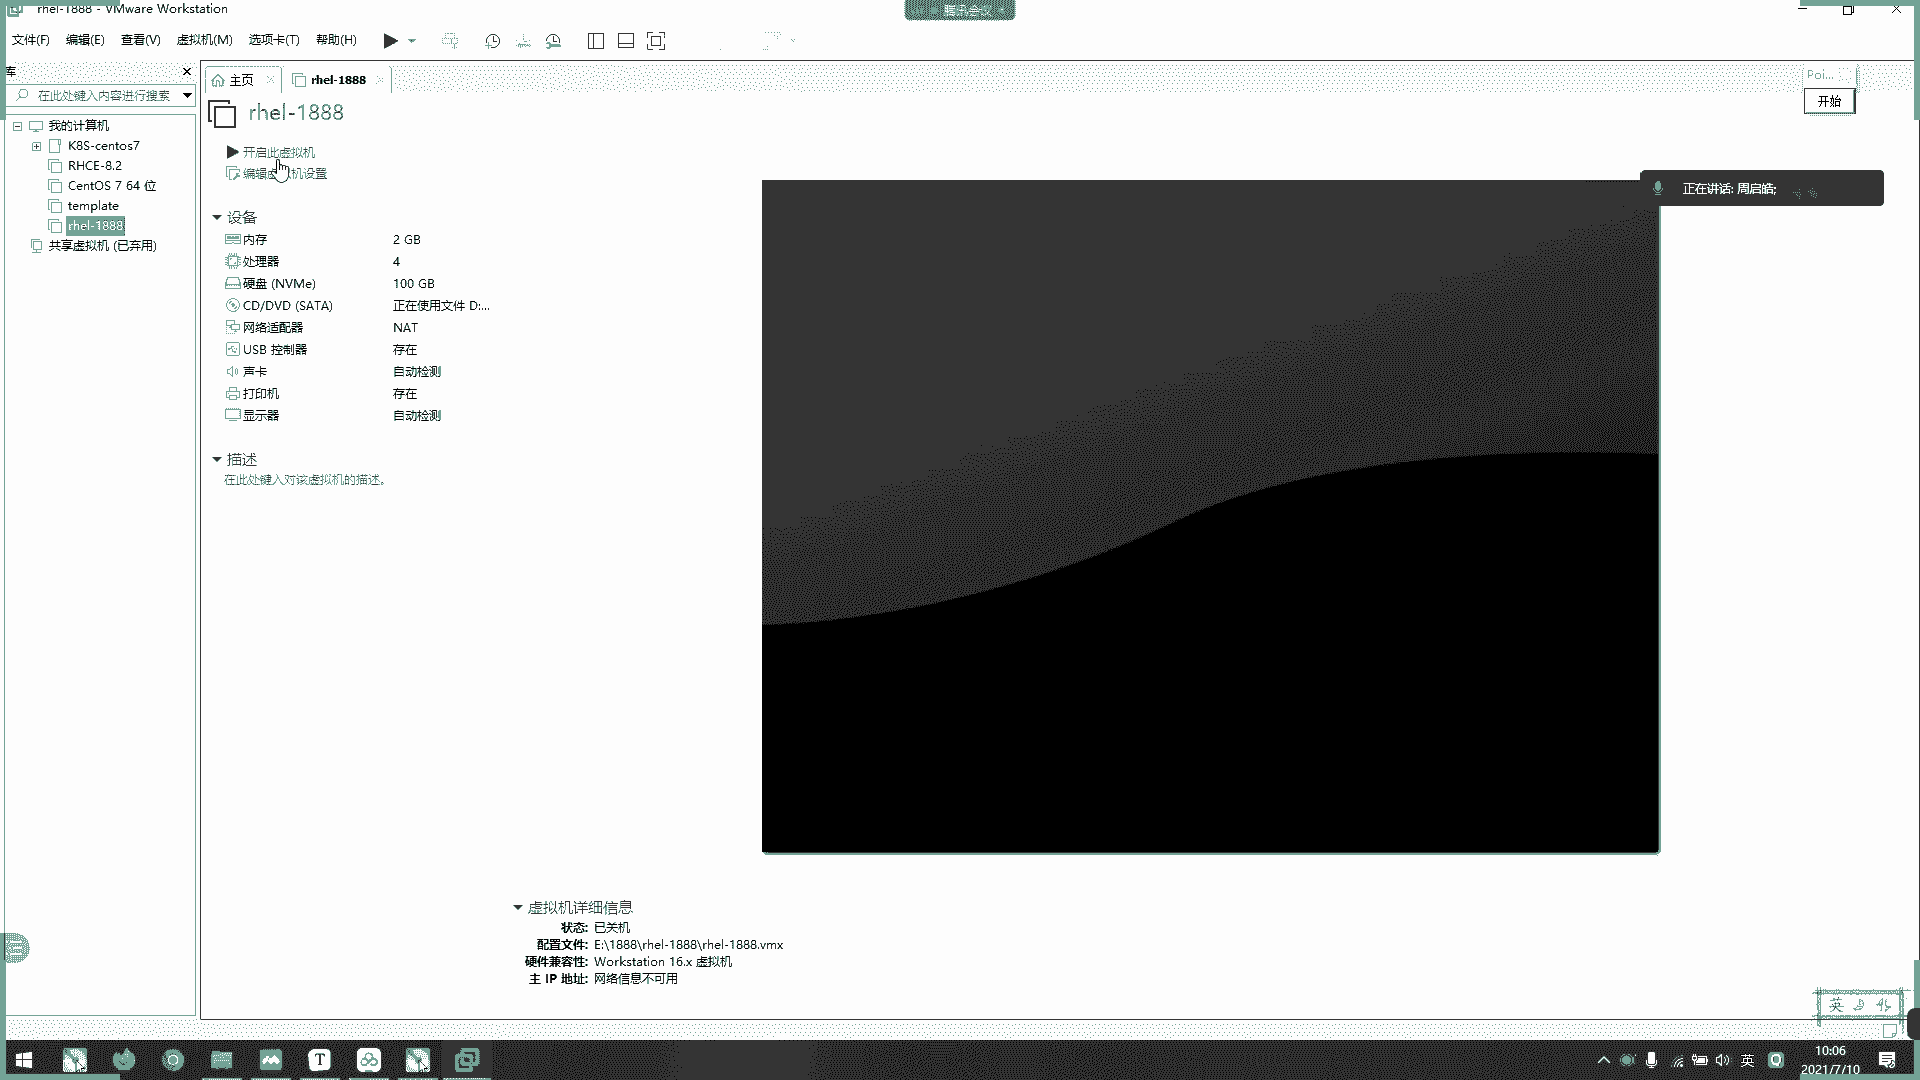 rhel-1888 - VMware Workstation
腾讯会议
文件(F) 编辑(E) 查看(V) 虚拟机(M) 选项卡(T) 帮助(H)
库
主页
rhel-1888
Poi...
在此处键入内容进行搜索
开始
rhel-1888
我的计算机
K8S-centos7
RHCE-8.2
CentOS 7 64 位
template
rhel-1888
共享虚拟机 (已弃用)
开启此虚拟机
编辑虚拟机设置
正在讲话: 周启皓;
设备
内存 2 GB
处理器 4
硬盘 (NVMe) 100 GB
CD/DVD (SATA) 正在使用文件 D:...
网络适配器 NAT
USB 控制器 存在
声卡 自动检测
打印机 存在
显示器 自动检测
描述
在此处键入对该虚拟机的描述。
虚拟机详细信息
状态: 已关机
配置文件: E:\1888\rhel-1888\rhel-1888.vmx
硬件兼容性: Workstation 16.x 虚拟机
主 IP 地址: 网络信息不可用
英
T
英
10:06
2021/7/10